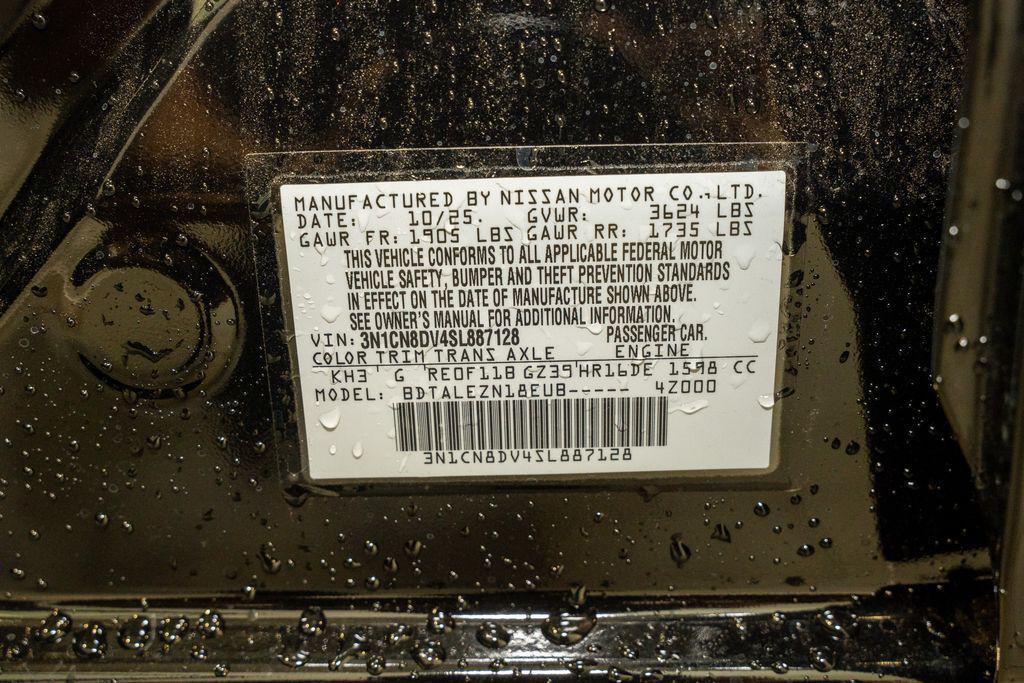 MANUFACTURED BY NISSAN MOTOR CO.,LTD.
DATE: 10/25. GVWR: 3624 LBS
GAWR FR: 1905 LBS GAWR RR: 1735 LBS
THIS VEHICLE CONFORMS TO ALL APPLICABLE FEDERAL MOTOR
VEHICLE SAFETY, BUMPER AND THEFT PREVENTION STANDARDS
IN EFFECT ON THE DATE OF MANUFACTURE SHOWN ABOVE.
SEE OWNER'S MANUAL FOR ADDITIONAL INFORMATION.
VIN: 3N1CN8DV4SL887128 PASSENGER CAR.
COLOR TRIM TRANS AXLE ENGINE
KH3 G RE0F11B GZ39 HR16DE 1598 CC
MODEL: BDTALEZN18EUB----- 4Z000
3N1CN8DV4SL887128